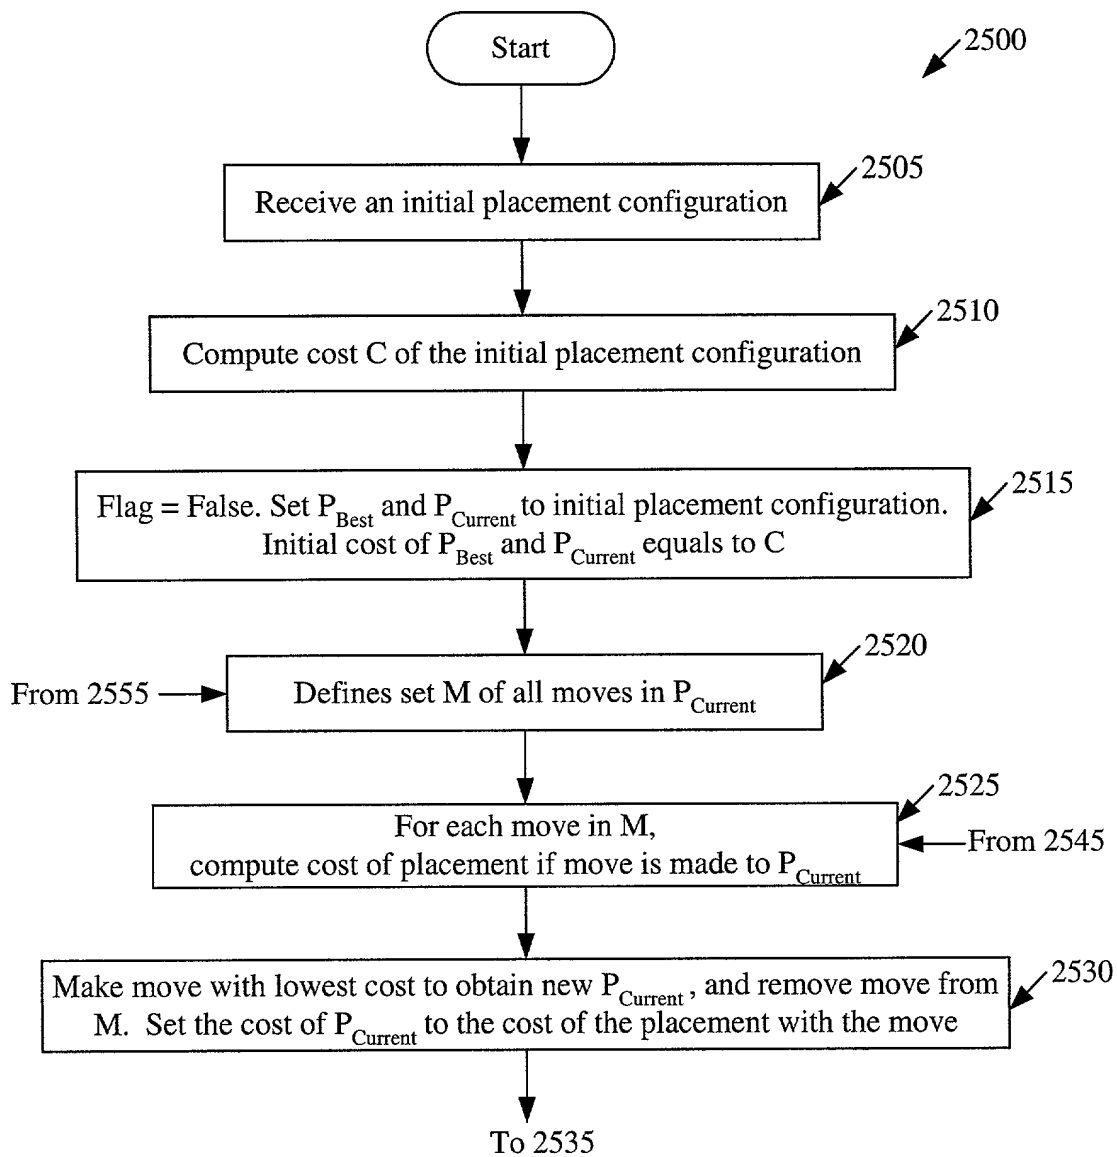 Start
2500
2505
Receive an initial placement configuration
2510
Compute cost C of the initial placement configuration
2515
Flag = False. Set P_Best and P_Current to initial placement configuration.
Initial cost of P_Best and P_Current equals to C
2520
From 2555
Defines set M of all moves in P_Current
2525
For each move in M,
From 2545
compute cost of placement if move is made to P_Current
2530
Make move with lowest cost to obtain new P_Current , and remove move from
M. Set the cost of P_Current to the cost of the placement with the move
To 2535